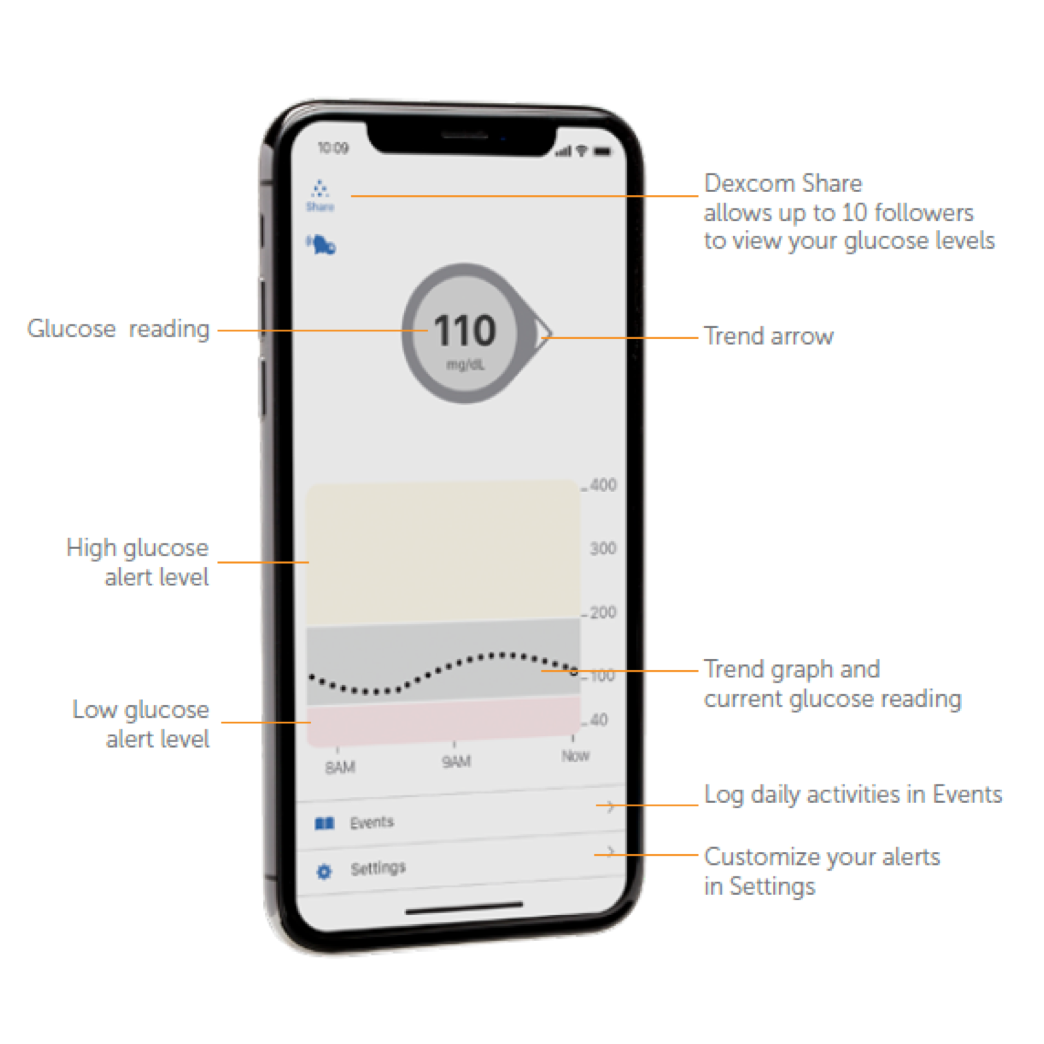 10:09
Share
Dexcom Share
allows up to 10 followers
to view your glucose levels
Glucose reading
110
mg/dL
Trend arrow
400
High glucose
alert level
300
200
Trend graph and
current glucose reading
100
Low glucose
alert level
40
8AM
9AM
Now
Log daily activities in Events
Events
Customize your alerts
in Settings
Settings